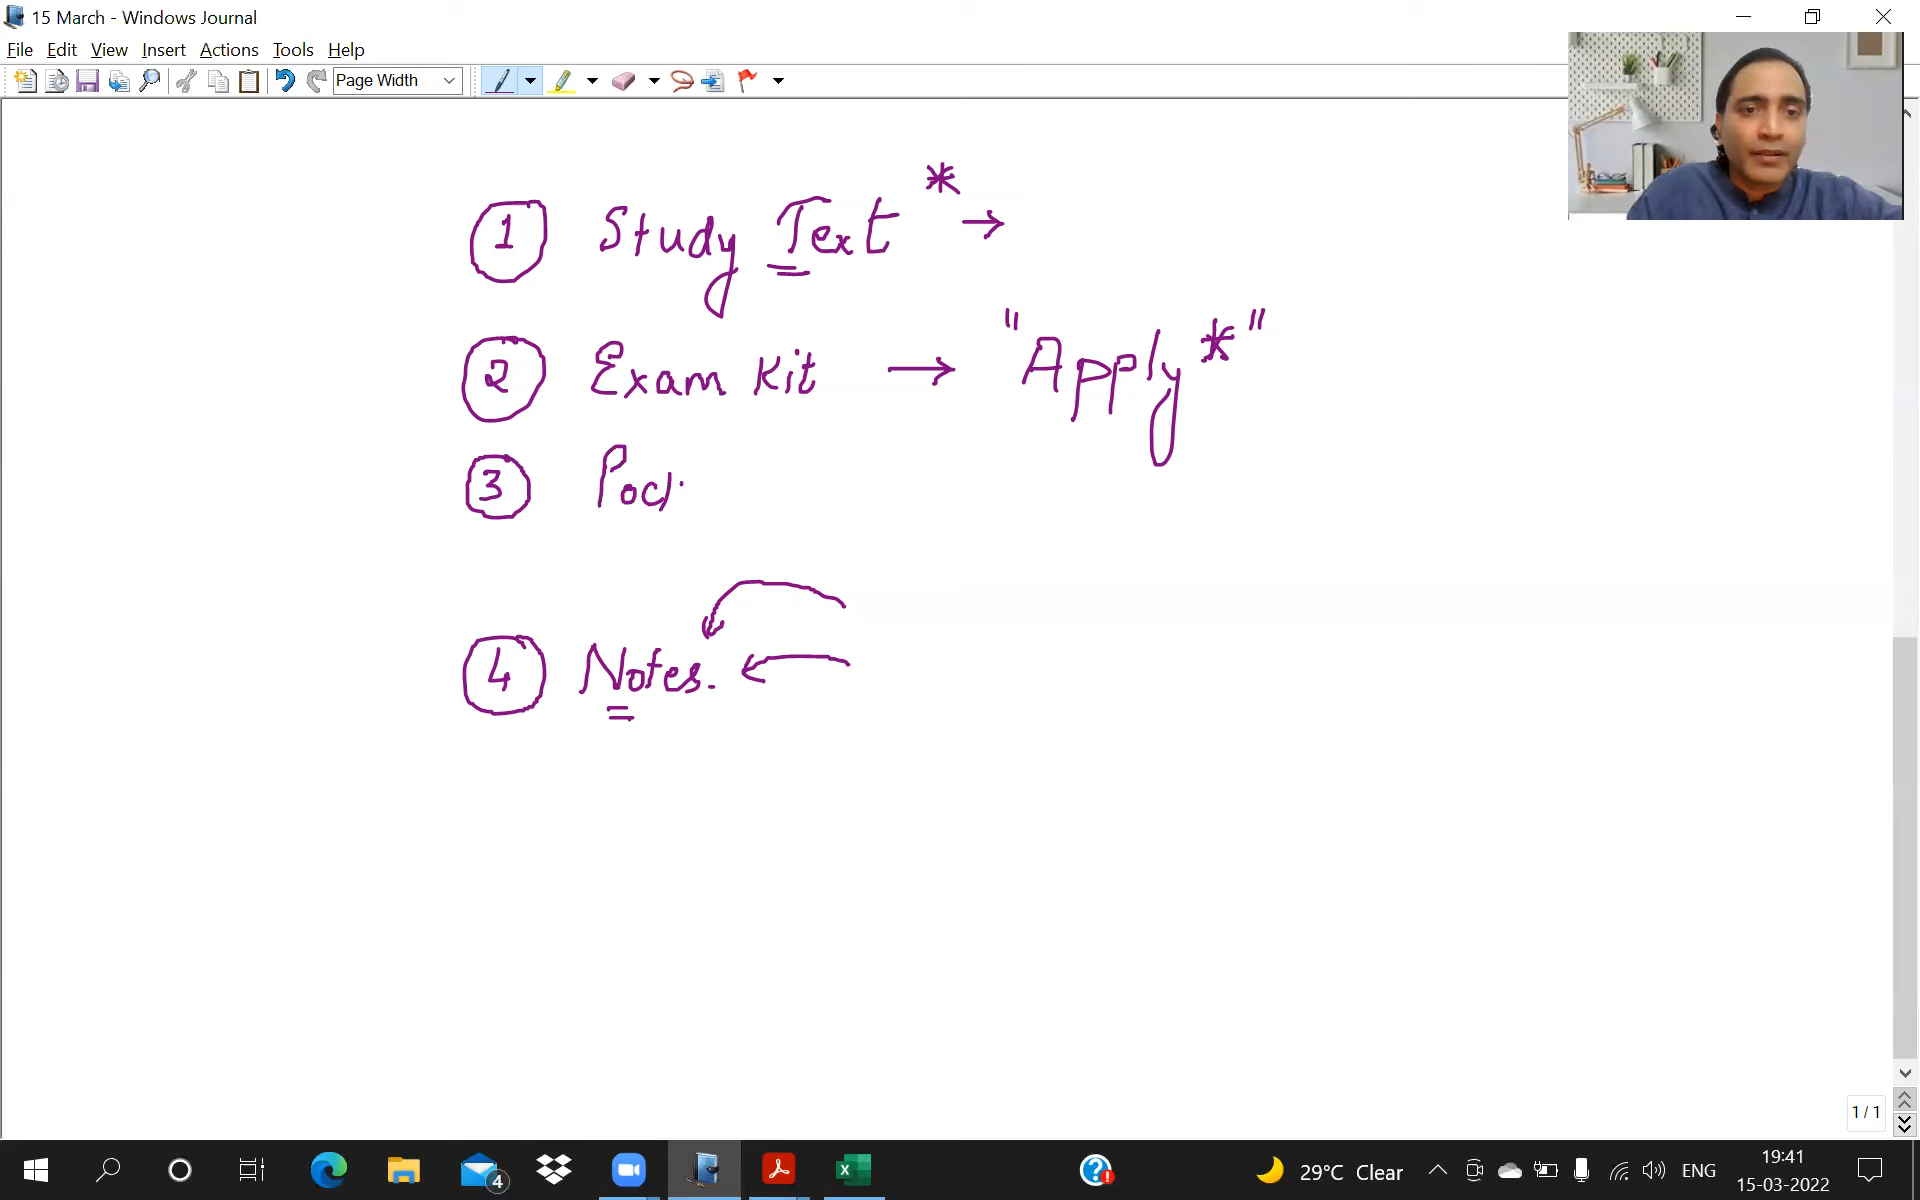 15 March - Windows Journal
File Edit View Insert Actions Tools Help
Page Width
1 Study Text * →
2 Exam Kit → "Apply *"
3
4 Notes.
1 / 1
4
29°C Clear
ENG
19:41
15-03-2022